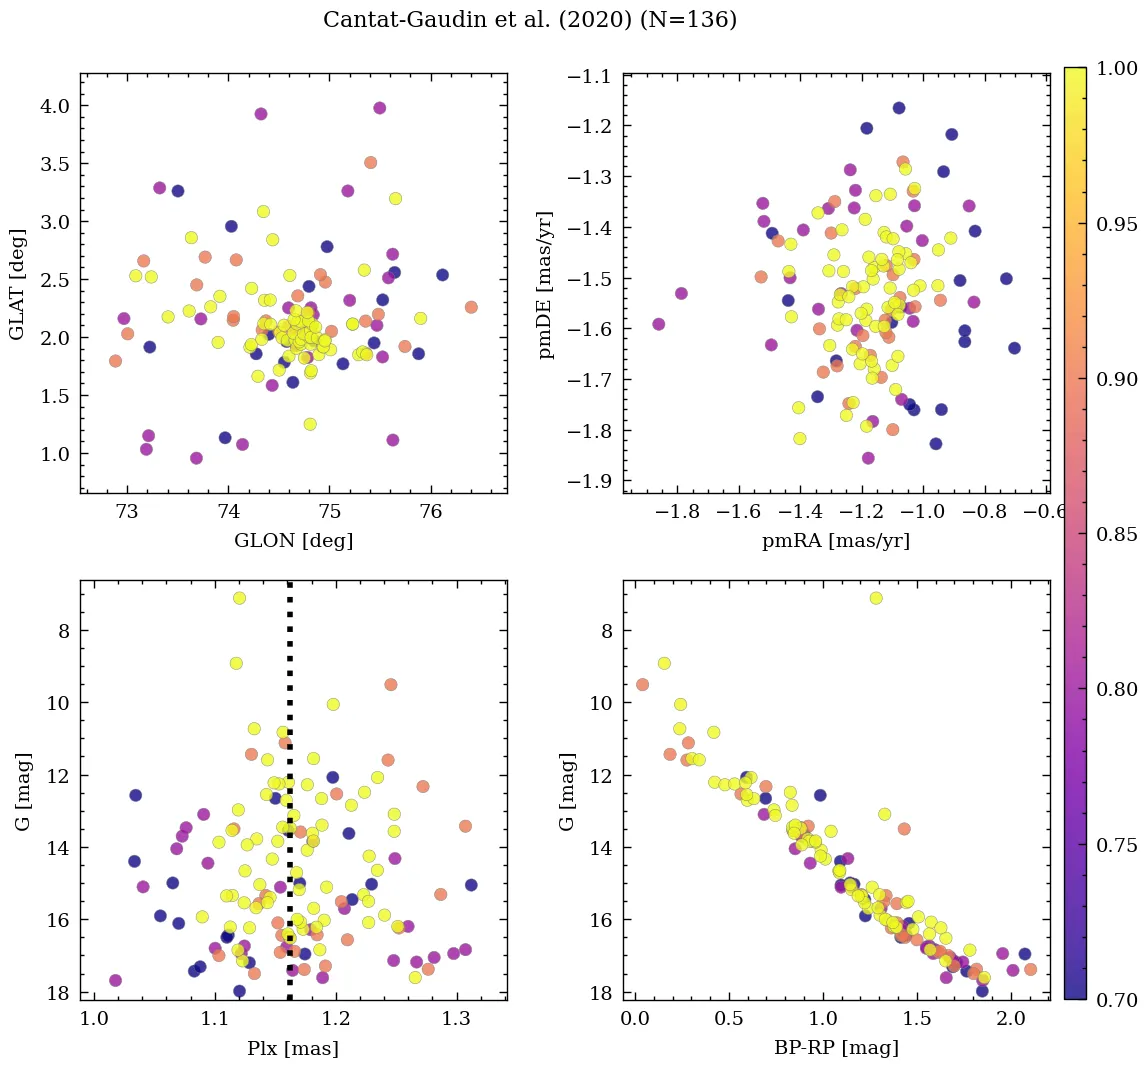 Cantat-Gaudin et al. (2020) (N=136)
4.0
3.5
3.0
2.5
2.0
1.5
1.0
GLAT [deg]
73 74 75 76
GLON [deg]
−1.1
−1.2
−1.3
−1.4
−1.5
−1.6
−1.7
−1.8
−1.9
pmDE [mas/yr]
−1.8 −1.6 −1.4 −1.2 −1.0 −0.8 −0.6
pmRA [mas/yr]
8
10
12
14
16
18
G [mag]
1.0 1.1 1.2 1.3
Plx [mas]
8
10
12
14
16
18
G [mag]
0.0 0.5 1.0 1.5 2.0
BP-RP [mag]
1.00
0.95
0.90
0.85
0.80
0.75
0.70